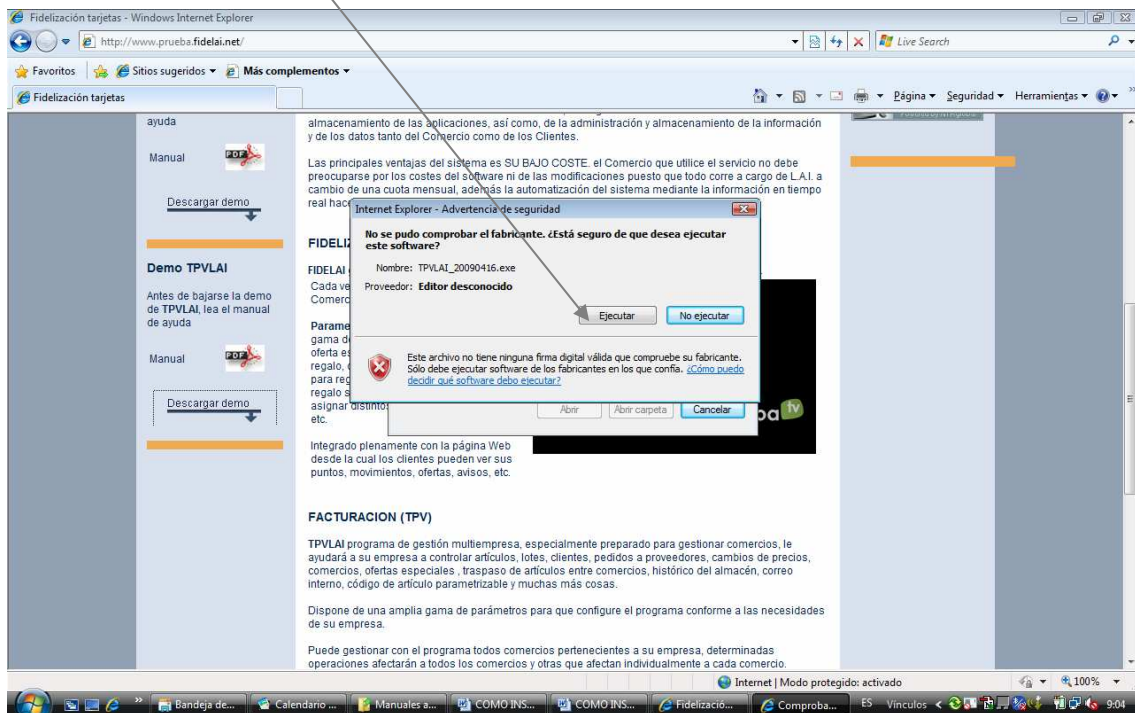 Fidelización tarjetas - Windows Internet Explorer
http://www.prueba.fidelai.net/
Live Search
Favoritos
Sitios sugeridos
Más complementos
Fidelización tarjetas
Página
Seguridad
Herramientas
ayuda
Manual
PDF
Descargar demo
Demo TPVLAI
Antes de bajarse la demo
de TPVLAI, lea el manual
de ayuda
Manual
PDF
Descargar demo
almacenamiento de las aplicaciones, así como, de la administración y almacenamiento de la información
y de los datos tanto del Comercio como de los Clientes.
Las principales ventajas del sistema es SU BAJO COSTE. el Comercio que utilice el servicio no debe
preocuparse por los costes del software ni de las modificaciones puesto que todo corre a cargo de L.A.I. a
cambio de una cuota mensual, además la automatización del sistema mediante la información en tiempo
real hace
FIDELIZ
FIDELAI
Cada ve
Comerc
Parame
gama de
oferta es
regalo,
para reg
regalo s
asignar distintos
etc.
Integrado plenamente con la página Web
desde la cual los clientes pueden ver sus
puntos, movimientos, ofertas, avisos, etc.
Internet Explorer - Advertencia de seguridad
No se pudo comprobar el fabricante. ¿Está seguro de que desea ejecutar
este software?
Nombre: TPVLAI_20090416.exe
Proveedor: Editor desconocido
Ejecutar
No ejecutar
Este archivo no tiene ninguna firma digital válida que compruebe su fabricante.
Sólo debe ejecutar software de los fabricantes en los que confía. ¿Cómo puedo
decidir qué software debo ejecutar?
Abrir
Abrir carpeta
Cancelar
ba tv
FACTURACION (TPV)
TPVLAI programa de gestión multiempresa, especialmente preparado para gestionar comercios, le
ayudará a su empresa a controlar artículos, lotes, clientes, pedidos a proveedores, cambios de precios,
comercios, ofertas especiales , traspaso de artículos entre comercios, histórico del almacén, correo
interno, código de artículo parametrizable y muchas más cosas.
Dispone de una amplia gama de parámetros para que configure el programa conforme a las necesidades
de su empresa.
Puede gestionar con el programa todos comercios pertenecientes a su empresa, determinadas
operaciones afectarán a todos los comercios y otras que afectan individualmente a cada comercio.
Internet | Modo protegido: activado
100%
Bandeja de...
Calendario ...
Manuales a...
COMO INS...
COMO INS...
Fidelizació...
Comproba...
ES
Vínculos
9:04